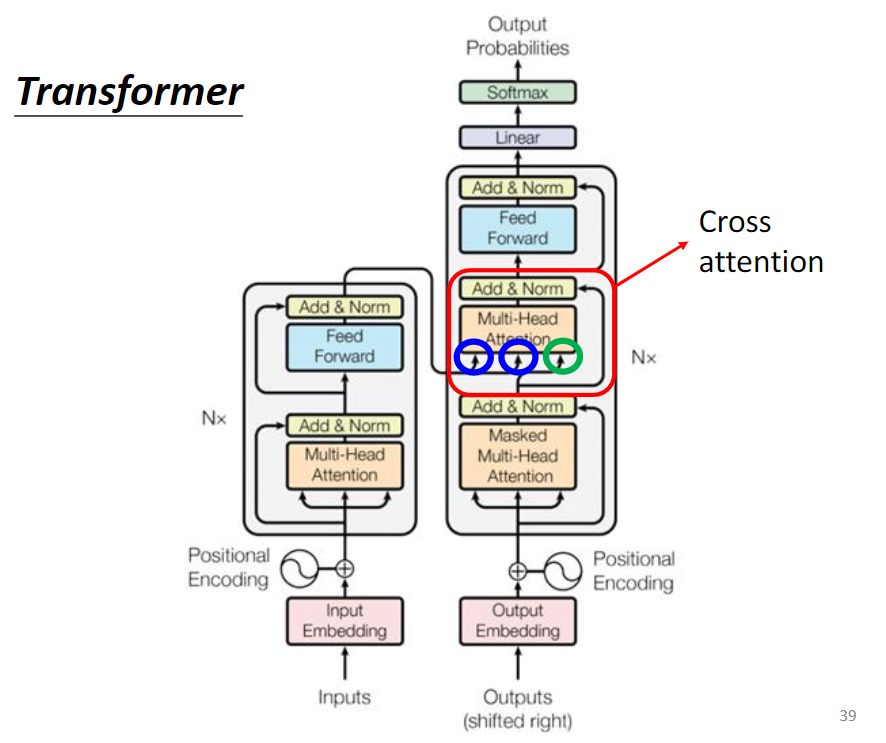 Transformer
Output
Probabilities
Softmax
Linear
Add & Norm
Feed
Forward
Cross
attention
Add & Norm
Multi-Head
Attention
Nx
Add & Norm
Masked
Multi-Head
Attention
Add & Norm
Feed
Forward
Nx
Add & Norm
Multi-Head
Attention
Positional
Encoding
Positional
Encoding
Input
Embedding
Output
Embedding
Inputs
Outputs
(shifted right)
39